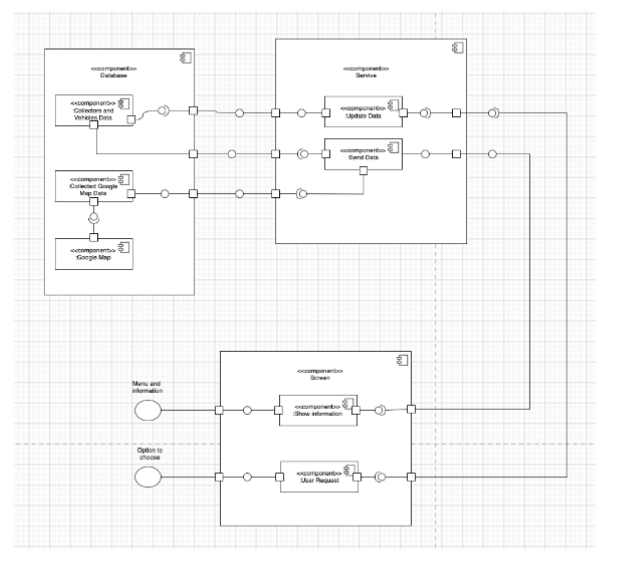 <<component>>
Database
<<component>>
Service
<<component>>
:Collectors and
Vehicles Data
<<component>>
:Update Data
<<component>>
:Send Data
<<component>>
:Collected Google
Map Data
<<component>>
:Google Map
<<component>>
Screen
Menu and
information
<<component>>
:Show information
Option to
choose
<<component>>
:User Request